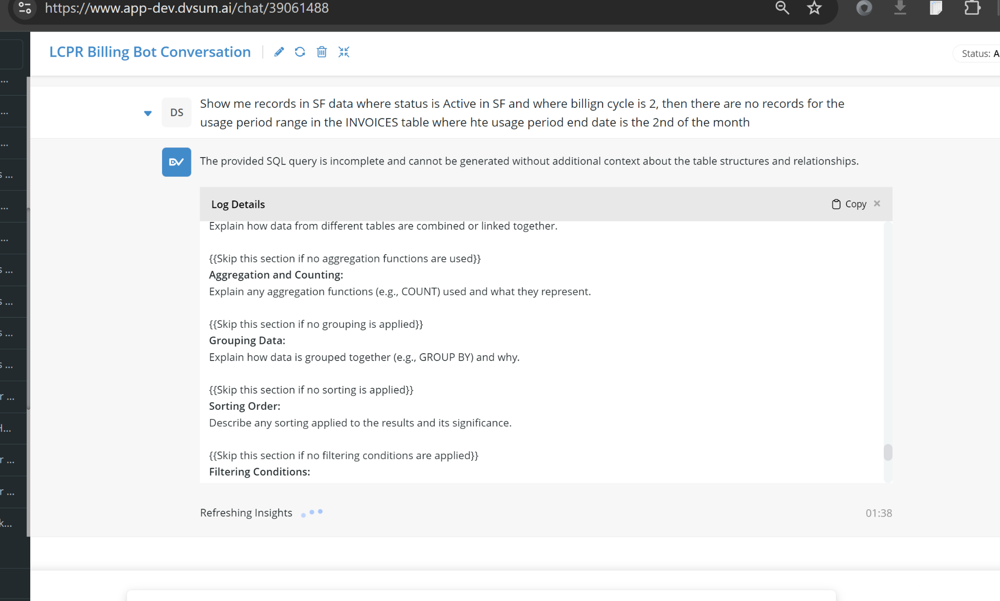 https://www.app-dev.dvsum.ai/chat/39061488
LCPR Billing Bot Conversation
Status: A
DS
Show me records in SF data where status is Active in SF and where billign cycle is 2, then there are no records for the
usage period range in the INVOICES table where hte usage period end date is the 2nd of the month
DV
The provided SQL query is incomplete and cannot be generated without additional context about the table structures and relationships.
Log Details
Copy
Explain how data from different tables are combined or linked together.
{{Skip this section if no aggregation functions are used}}
Aggregation and Counting:
Explain any aggregation functions (e.g., COUNT) used and what they represent.
{{Skip this section if no grouping is applied}}
Grouping Data:
Explain how data is grouped together (e.g., GROUP BY) and why.
{{Skip this section if no sorting is applied}}
Sorting Order:
Describe any sorting applied to the results and its significance.
{{Skip this section if no filtering conditions are applied}}
Filtering Conditions:
Refreshing Insights
01:38